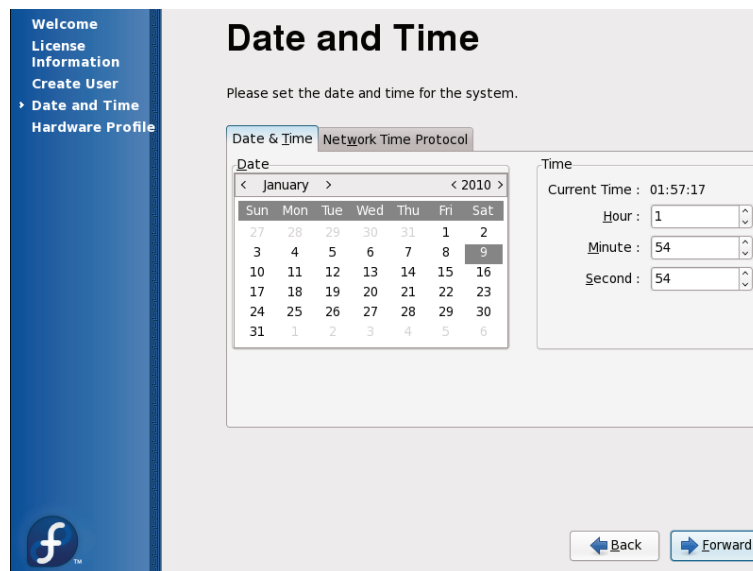 Welcome
License
Information
Create User
› Date and Time
Hardware Profile
Date and Time
Please set the date and time for the system.
Date & Time Network Time Protocol
Date
< January > < 2010 >
Sun Mon Tue Wed Thu Fri Sat
27 28 29 30 31 1 2
3 4 5 6 7 8 9
10 11 12 13 14 15 16
17 18 19 20 21 22 23
24 25 26 27 28 29 30
31 1 2 3 4 5 6
Time
Current Time : 01:57:17
Hour : 1
Minute : 54
Second : 54
Back Forward
f TM